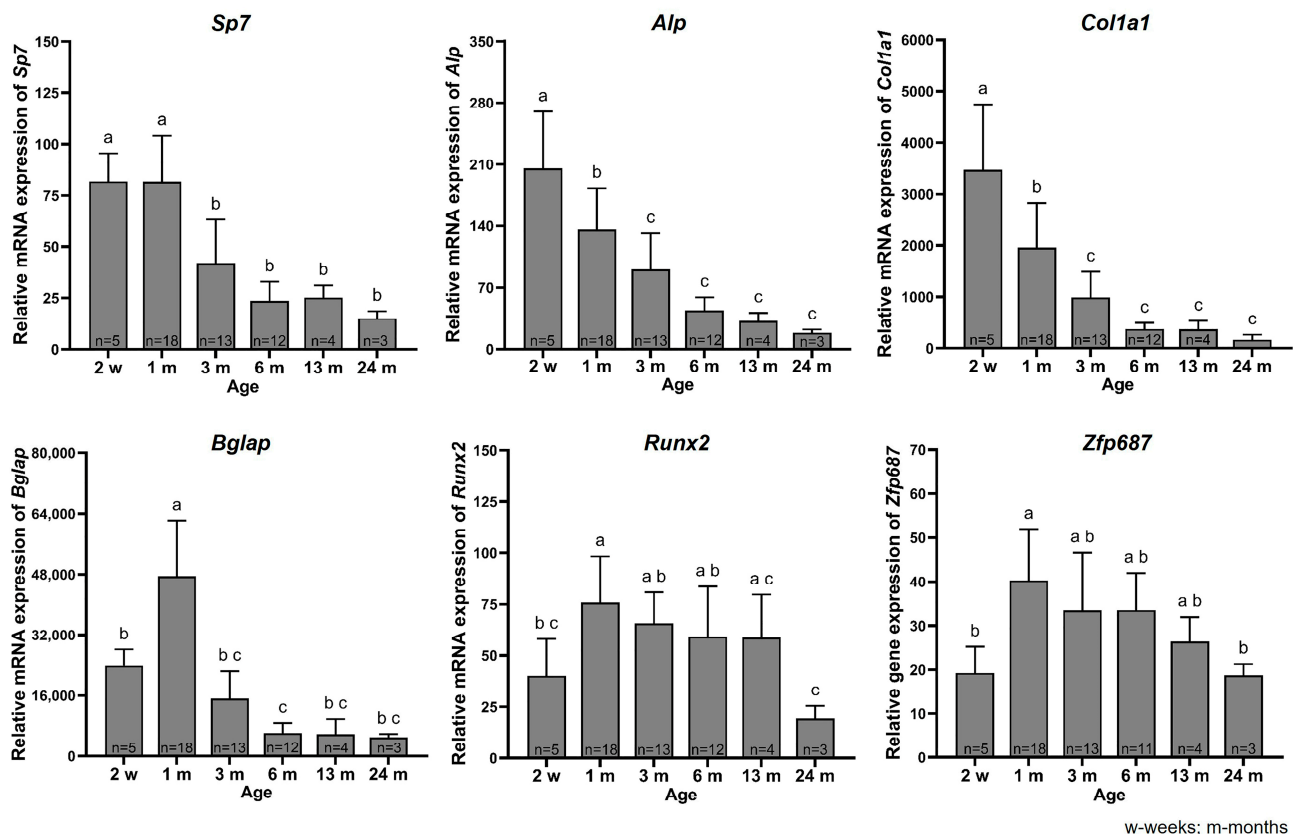 Sp7
Relative mRNA expression of Sp7
150
125
100
75
50
25
0
a
a
b
b
b
b
n=5 n=18 n=13 n=12 n=4 n=3
2 w 1 m 3 m 6 m 13 m 24 m
Age
Alp
Relative mRNA expression of Alp
350
280
210
140
70
0
a
b
c
c
c
c
n=5 n=18 n=13 n=12 n=4 n=3
2 w 1 m 3 m 6 m 13 m 24 m
Age
Col1a1
Relative mRNA expression of Col1a1
6000
5000
4000
3000
2000
1000
0
a
b
c
c
c
c
n=5 n=18 n=13 n=12 n=4
2 w 1 m 3 m 6 m 13 m 24 m
Age
Bglap
Relative mRNA expression of Bglap
80,000
64,000
48,000
32,000
16,000
0
b
a
b c
c
b c
b c
n=5 n=18 n=13 n=12 n=4 n=3
2 w 1 m 3 m 6 m 13 m 24 m
Age
Runx2
Relative mRNA expression of Runx2
150
125
100
75
50
25
0
b c
a
a b
a b
a c
c
n=5 n=18 n=13 n=12 n=4 n=3
2 w 1 m 3 m 6 m 13 m 24 m
Age
Zfp687
Relative gene expression of Zfp687
70
60
50
40
30
20
10
0
b
a
a b
a b
a b
b
n=5 n=18 n=13 n=11 n=4 n=3
2 w 1 m 3 m 6 m 13 m 24 m
Age
w-weeks; m-months